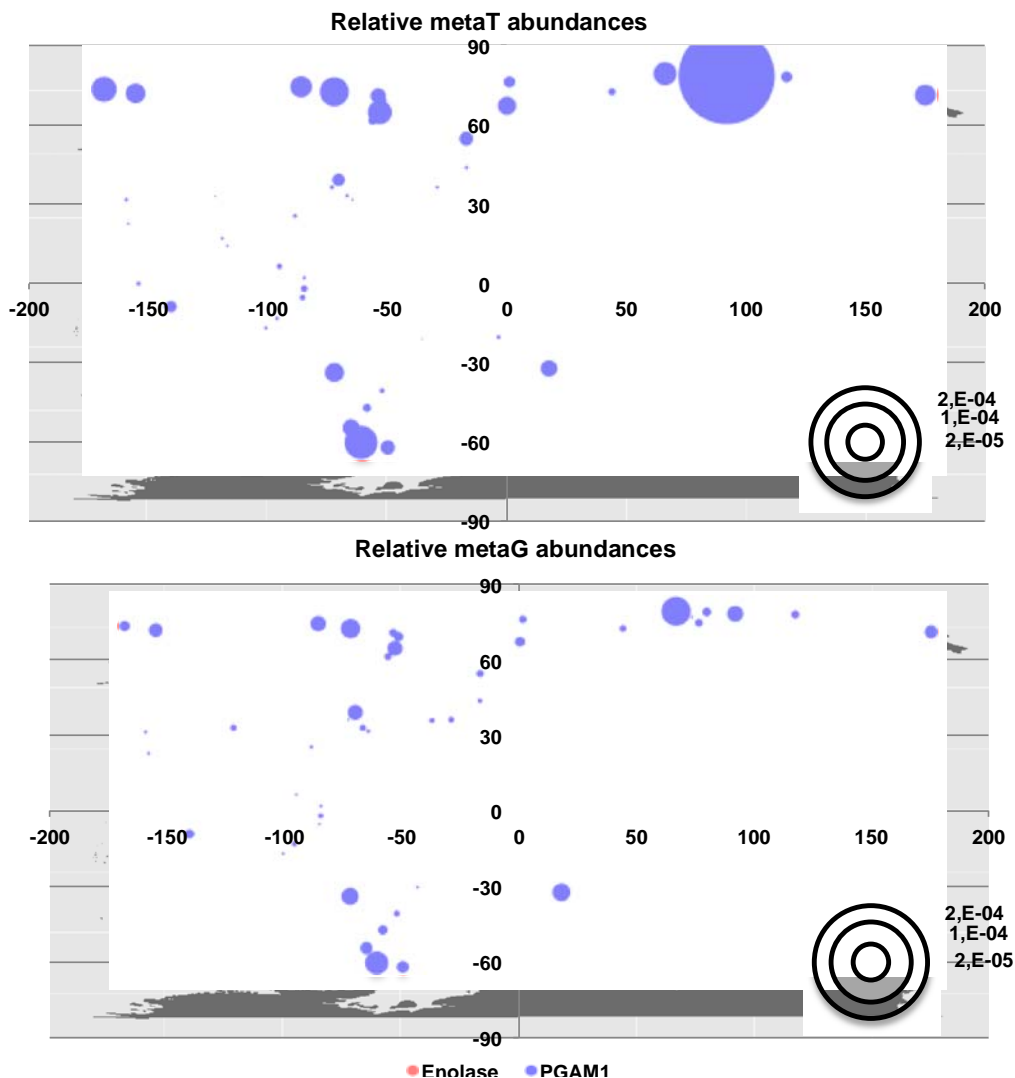 Relative metaT abundances
90
60
30
0
-200 -150 -100 -50 0 50 100 150 200
-30
2,E-04
1,E-04
-60 2,E-05
-90
Relative metaG abundances
90
60
30
0
-200 -150 -100 -50 0 50 100 150 200
-30
2,E-04
1,E-04
-60 2,E-05
-90
Enolase PGAM1